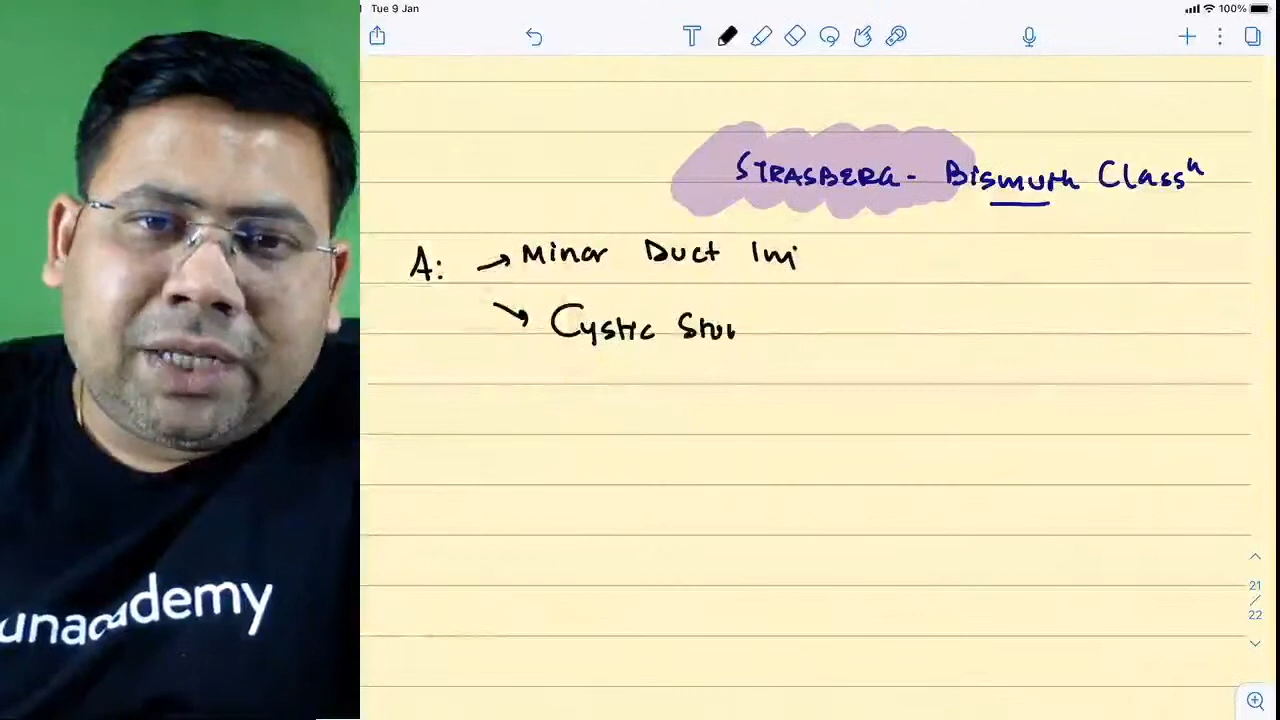 Tue 9 Jan
100%
STRASBERG - Bismuth Classⁿ
A: → Minor Duct Inj
→ Cystic Stu
unacademy
21
22